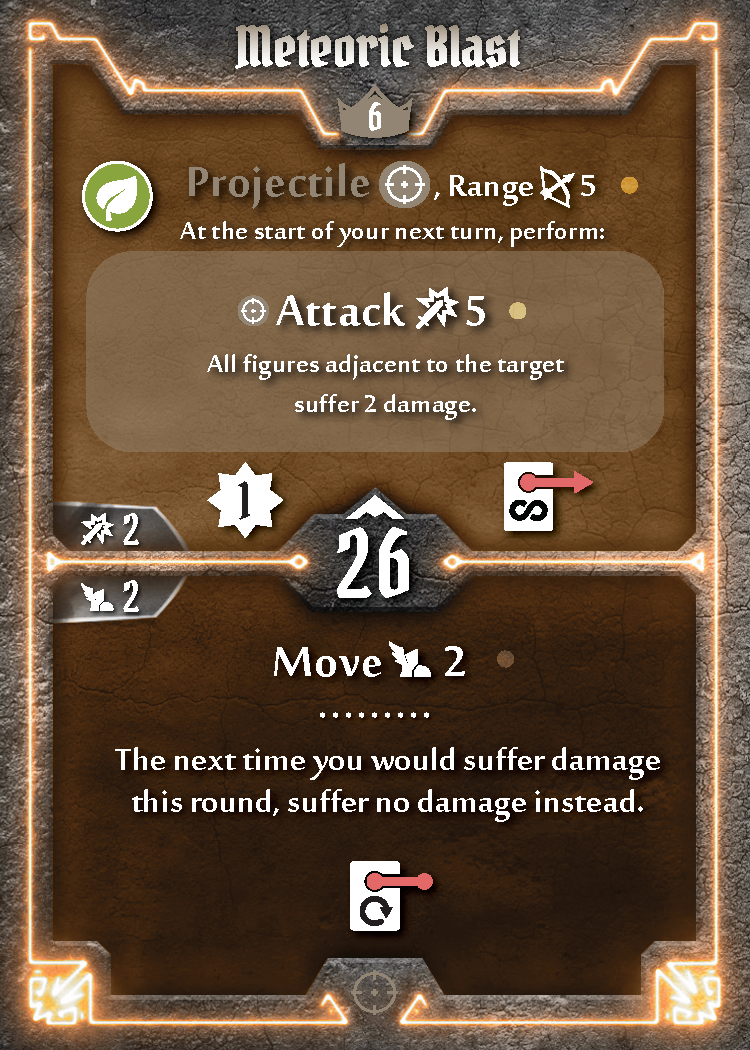 Meteoric Blast
6
Projectile , Range 5
At the start of your next turn, perform:
Attack 5
All figures adjacent to the target
suffer 2 damage.
1
2
26
2
Move 2
The next time you would suffer damage
this round, suffer no damage instead.